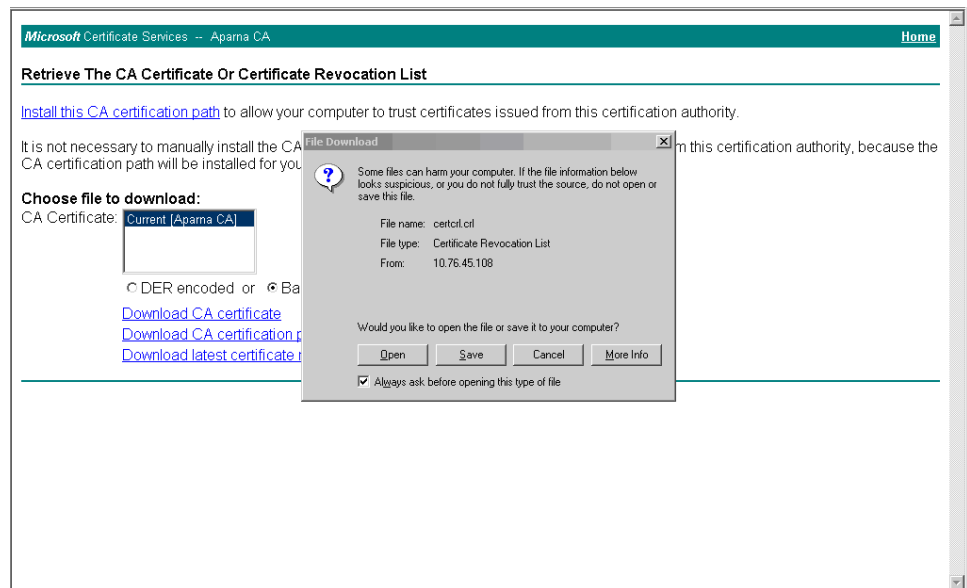 Microsoft Certificate Services -- Aparna CA Home
Retrieve The CA Certificate Or Certificate Revocation List
Install this CA certification path to allow your computer to trust certificates issued from this certification authority.
It is not necessary to manually install the CA
m this certification authority, because the
CA certification path will be installed for you
Choose file to download:
CA Certificate: Current [Aparna CA]
DER encoded or Ba
Download CA certificate
Download CA certification p
Download latest certificate r
File Download
Some files can harm your computer. If the file information below
looks suspicious, or you do not fully trust the source, do not open or
save this file.
File name: certcrl.crl
File type: Certificate Revocation List
From: 10.76.45.108
Would you like to open the file or save it to your computer?
Open Save Cancel More Info
Always ask before opening this type of file